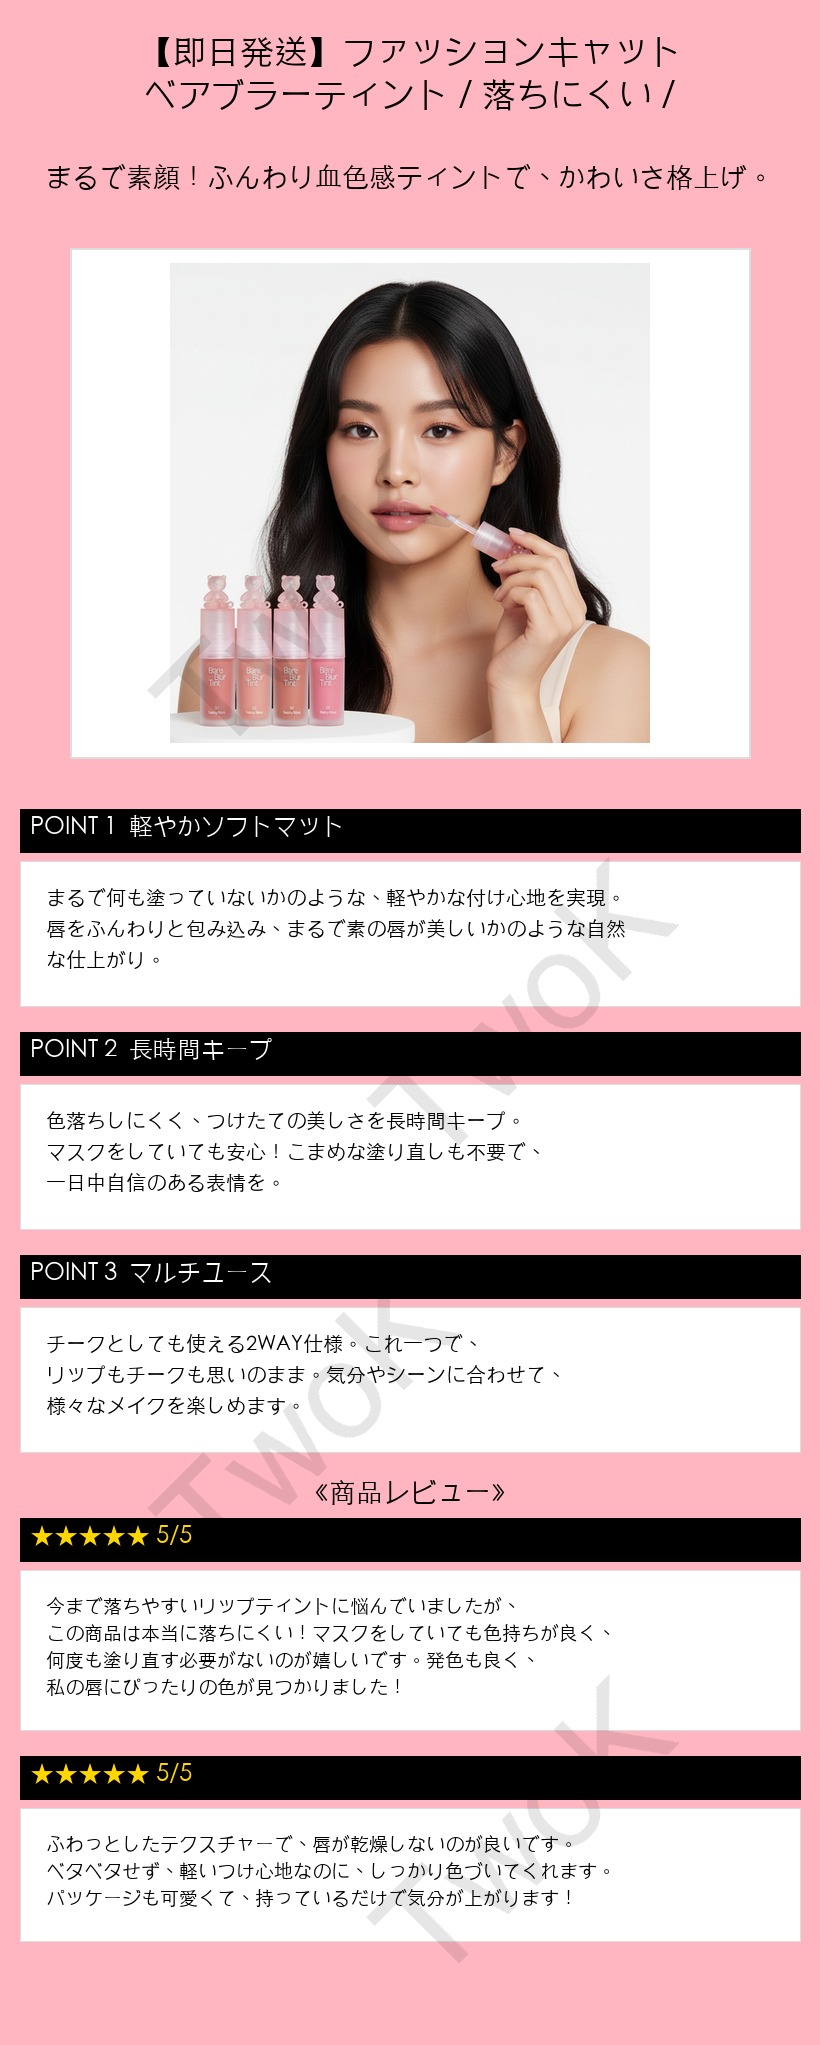 【即日発送】ファッションキャット
ベアブラーティント / 落ちにくい /
まるで素顔！ふんわり血色感ティントで、かわいさ格上げ。
Bare Blur Tint
Bare Blur Tint
Bare Blur Tint
Bare Blur Tint
POINT 1 軽やかソフトマット
まるで何も塗っていないかのような、軽やかな付け心地を実現。
唇をふんわりと包み込み、まるで素の唇が美しいかのような自然
な仕上がり。
POINT 2 長時間キープ
色落ちしにくく、つけたての美しさを長時間キープ。
マスクをしていても安心！こまめな塗り直しも不要で、
一日中自信のある表情を。
POINT 3 マルチユース
チークとしても使える2WAY仕様。これ一つで、
リップもチークも思いのまま。気分やシーンに合わせて、
様々なメイクを楽しめます。
《商品レビュー》
★★★★★ 5/5
今まで落ちやすいリップティントに悩んでいましたが、
この商品は本当に落ちにくい！マスクをしていても色持ちが良く、
何度も塗り直す必要がないのが嬉しいです。発色も良く、
私の唇にぴったりの色が見つかりました！
★★★★★ 5/5
ふわっとしたテクスチャーで、唇が乾燥しないのが良いです。
ベタベタせず、軽いつけ心地なのに、しっかり色づいてくれます。
パッケージも可愛くて、持っているだけで気分が上がります！
TwoK
TwoK
TwoK
TwoK